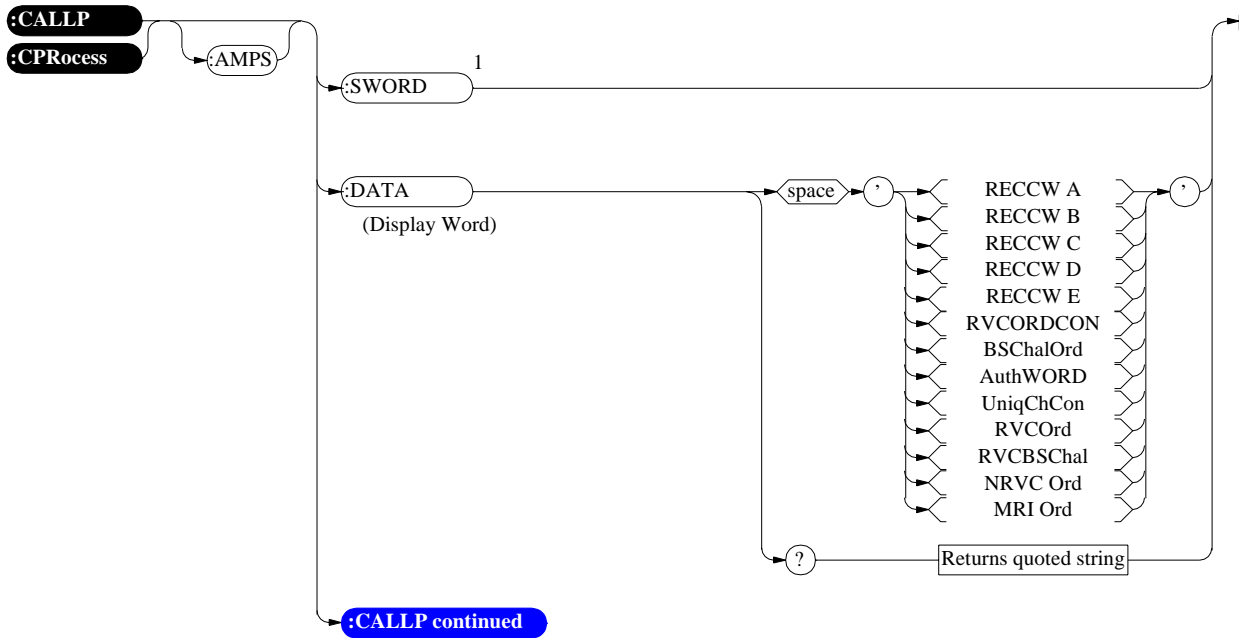 :CALLP
:CPRocess
:AMPS
:SWORD 1
:DATA
(Display Word)
space ’ RECCW A ’
RECCW B
RECCW C
RECCW D
RECCW E
RVCORDCON
BSChalOrd
AuthWORD
UniqChCon
RVCOrd
RVCBSChal
NRVC Ord
MRI Ord
? Returns quoted string
:CALLP continued